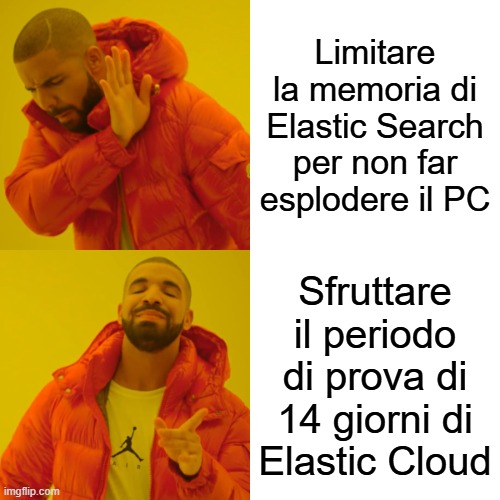 Limitare
la memoria di
Elastic Search
per non far
esplodere il PC
Sfruttare
il periodo
di prova di
14 giorni di
Elastic Cloud
imgflip.com